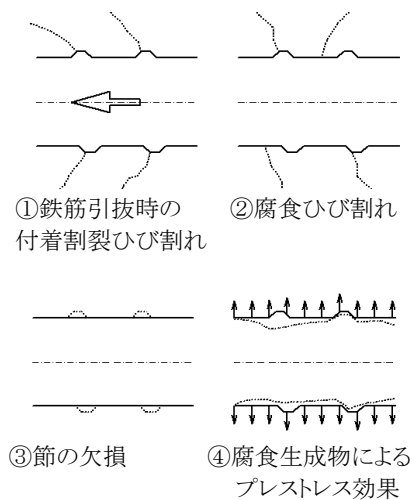 ①鉄筋引抜時の
付着割裂ひび割れ
②腐食ひび割れ
③節の欠損
④腐食生成物による
プレストレス効果